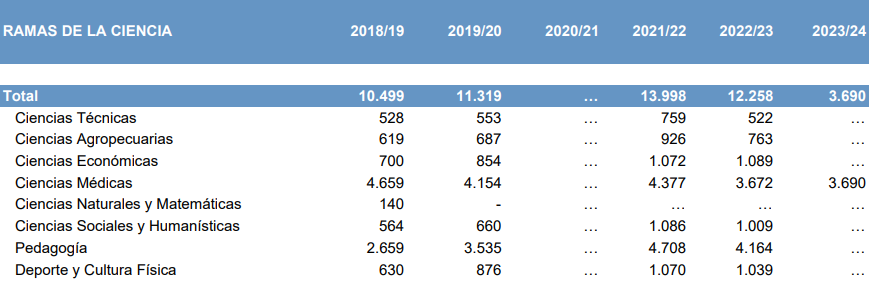 RAMAS DE LA CIENCIA 2018/19 2019/20 2020/21 2021/22 2022/23 2023/24
Total 10.499 11.319 … 13.998 12.258 3.690
Ciencias Técnicas 528 553 … 759 522 …
Ciencias Agropecuarias 619 687 … 926 763 …
Ciencias Económicas 700 854 … 1.072 1.089 …
Ciencias Médicas 4.659 4.154 … 4.377 3.672 3.690
Ciencias Naturales y Matemáticas 140 - … … … …
Ciencias Sociales y Humanísticas 564 660 … 1.086 1.009 …
Pedagogía 2.659 3.535 … 4.708 4.164 …
Deporte y Cultura Física 630 876 … 1.070 1.039 …